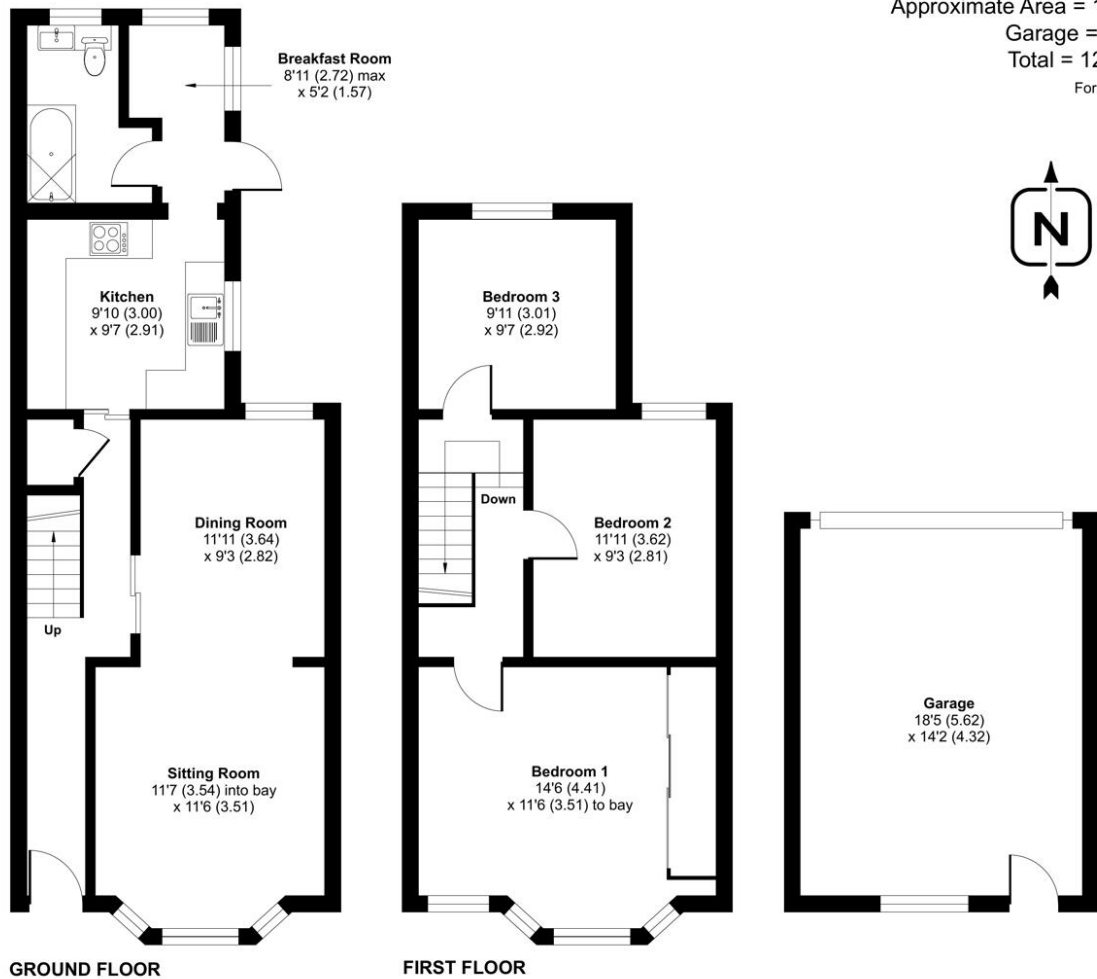 Approximate Area =
Garage =
Total =
For
Breakfast Room
8'11 (2.72) max
x 5'2 (1.57)
N
Kitchen
9'10 (3.00)
x 9'7 (2.91)
Bedroom 3
9'11 (3.01)
x 9'7 (2.92)
Dining Room
11'11 (3.64)
x 9'3 (2.82)
Up
Down
Bedroom 2
11'11 (3.62)
x 9'3 (2.81)
Sitting Room
11'7 (3.54) into bay
x 11'6 (3.51)
Bedroom 1
14'6 (4.41)
x 11'6 (3.51) to bay
Garage
18'5 (5.62)
x 14'2 (4.32)
GROUND FLOOR
FIRST FLOOR